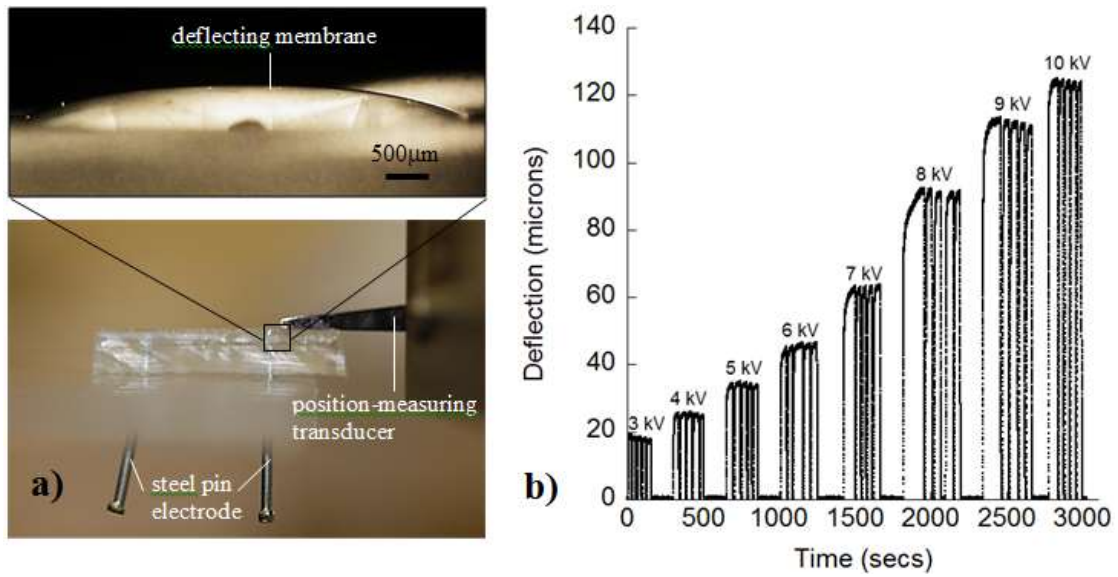 deflecting membrane
500µm
position-measuring
transducer
a)
steel pin
electrode
b)
140
120
100
80
60
40
20
0
Deflection (microns)
3 kV
4 kV
5 kV
6 kV
7 kV
8 kV
9 kV
10 kV
0 500 1000 1500 2000 2500 3000
Time (secs)